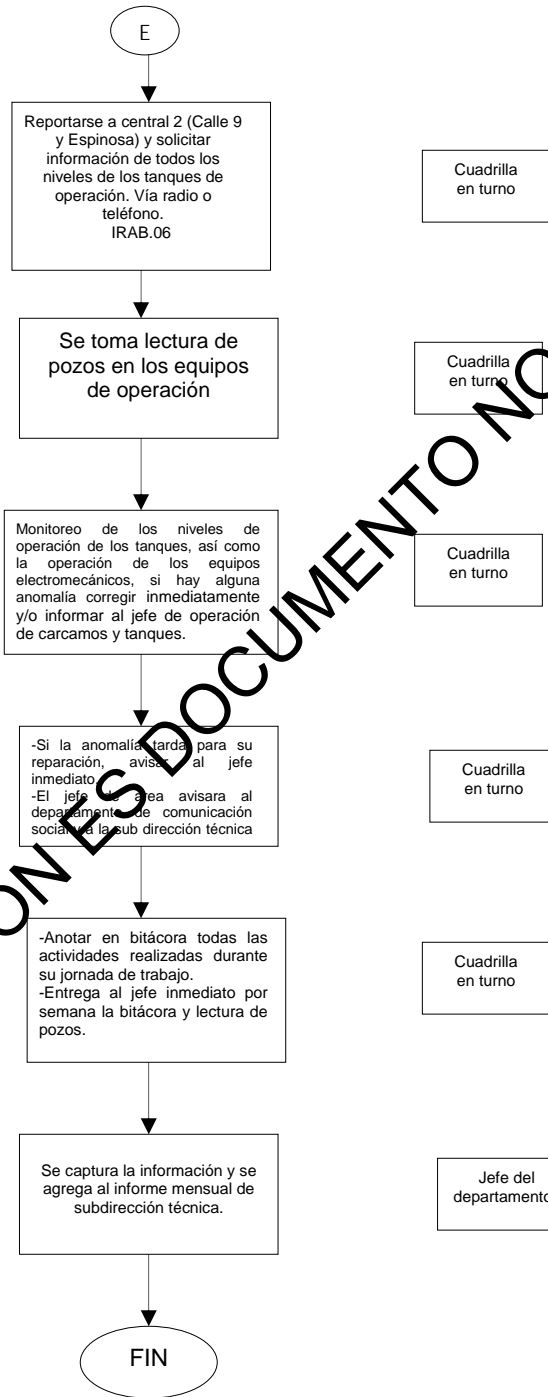 E
Reportarse a central 2 (Calle 9
y Espinosa) y solicitar
información de todos los
niveles de los tanques de
operación. Vía radio o
teléfono.
IRAB.06
Cuadrilla
en turno
Se toma lectura de
pozos en los equipos
de operación
Cuadrilla
en turno
Monitoreo de los niveles de
operación de los tanques, así como
la operación de los equipos
electromecánicos, si hay alguna
anomalía corregir inmediatamente
y/o informar al jefe de operación
de carcamos y tanques.
Cuadrilla
en turno
-Si la anomalía tarda para su
reparación, avisar al jefe
inmediato.
-El jefe de área avisara al
departamento de comunicación
social y a la sub dirección técnica
Cuadrilla
en turno
-Anotar en bitácora todas las
actividades realizadas durante
su jornada de trabajo.
-Entrega al jefe inmediato por
semana la bitácora y lectura de
pozos.
Cuadrilla
en turno
Se captura la información y se
agrega al informe mensual de
subdirección técnica.
Jefe del
departamento
FIN
ON ES DOCUMENTO NO